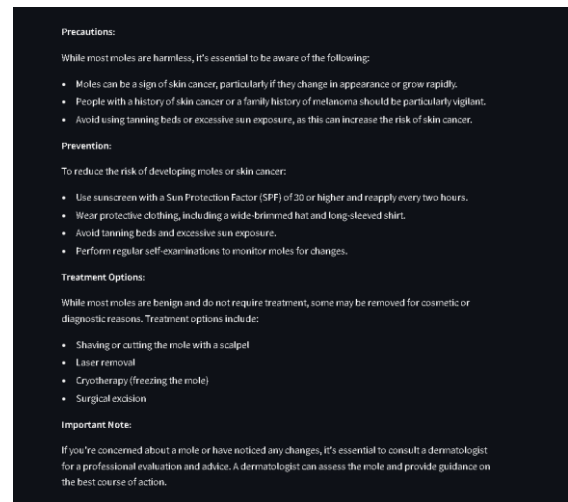 Precautions:
While most moles are harmless, it's essential to be aware of the following:
• Moles can be a sign of skin cancer, particularly if they change in appearance or grow rapidly.
• People with a history of skin cancer or a family history of melanoma should be particularly vigilant.
• Avoid using tanning beds or excessive sun exposure, as this can increase the risk of skin cancer.
Prevention:
To reduce the risk of developing moles or skin cancer:
• Use sunscreen with a Sun Protection Factor (SPF) of 30 or higher and reapply every two hours.
• Wear protective clothing, including a wide-brimmed hat and long-sleeved shirt.
• Avoid tanning beds and excessive sun exposure.
• Perform regular self-examinations to monitor moles for changes.
Treatment Options:
While most moles are benign and do not require treatment, some may be removed for cosmetic or
diagnostic reasons. Treatment options include:
• Shaving or cutting the mole with a scalpel
• Laser removal
• Cryotherapy (freezing the mole)
• Surgical excision
Important Note:
If you're concerned about a mole or have noticed any changes, it's essential to consult a dermatologist
for a professional evaluation and advice. A dermatologist can assess the mole and provide guidance on
the best course of action.